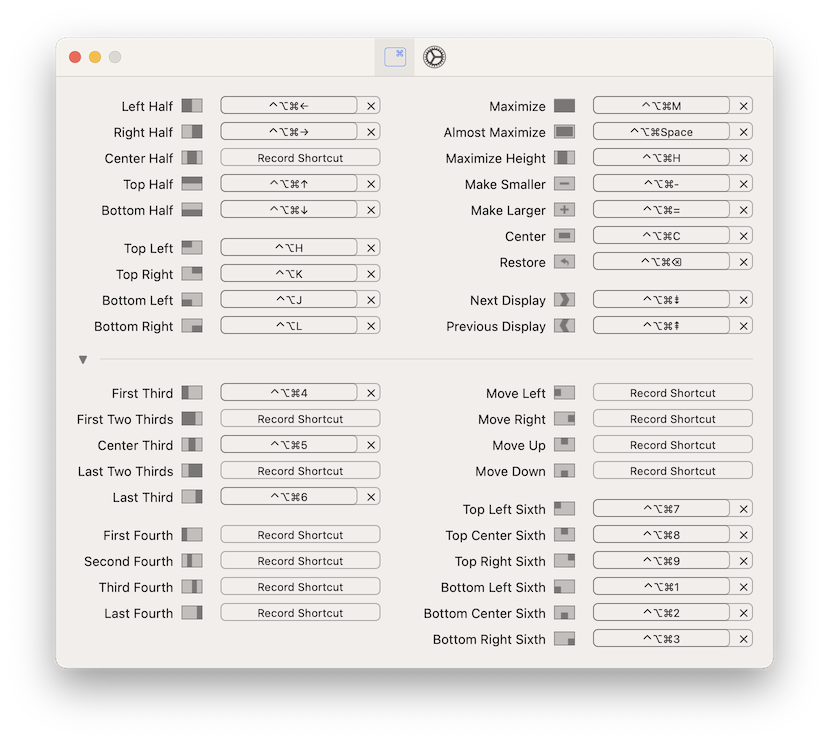 ⌘
Left Half ^⌥⌘← ×
Right Half ^⌥⌘→ ×
Center Half Record Shortcut
Top Half ^⌥⌘↑ ×
Bottom Half ^⌥⌘↓ ×
Top Left ^⌥H ×
Top Right ^⌥K ×
Bottom Left ^⌥J ×
Bottom Right ^⌥L ×
Maximize ^⌥⌘M ×
Almost Maximize ^⌥⌘Space ×
Maximize Height ^⌥⌘H ×
Make Smaller ^⌥⌘- ×
Make Larger ^⌥⌘= ×
Center ^⌥⌘C ×
Restore ^⌥⌘⌫ ×
Next Display ^⌥⌘⇟ ×
Previous Display ^⌥⌘⇞ ×
First Third ^⌥⌘4 ×
First Two Thirds Record Shortcut
Center Third ^⌥⌘5 ×
Last Two Thirds Record Shortcut
Last Third ^⌥⌘6 ×
First Fourth Record Shortcut
Second Fourth Record Shortcut
Third Fourth Record Shortcut
Last Fourth Record Shortcut
Move Left Record Shortcut
Move Right Record Shortcut
Move Up Record Shortcut
Move Down Record Shortcut
Top Left Sixth ^⌥⌘7 ×
Top Center Sixth ^⌥⌘8 ×
Top Right Sixth ^⌥⌘9 ×
Bottom Left Sixth ^⌥⌘1 ×
Bottom Center Sixth ^⌥⌘2 ×
Bottom Right Sixth ^⌥⌘3 ×